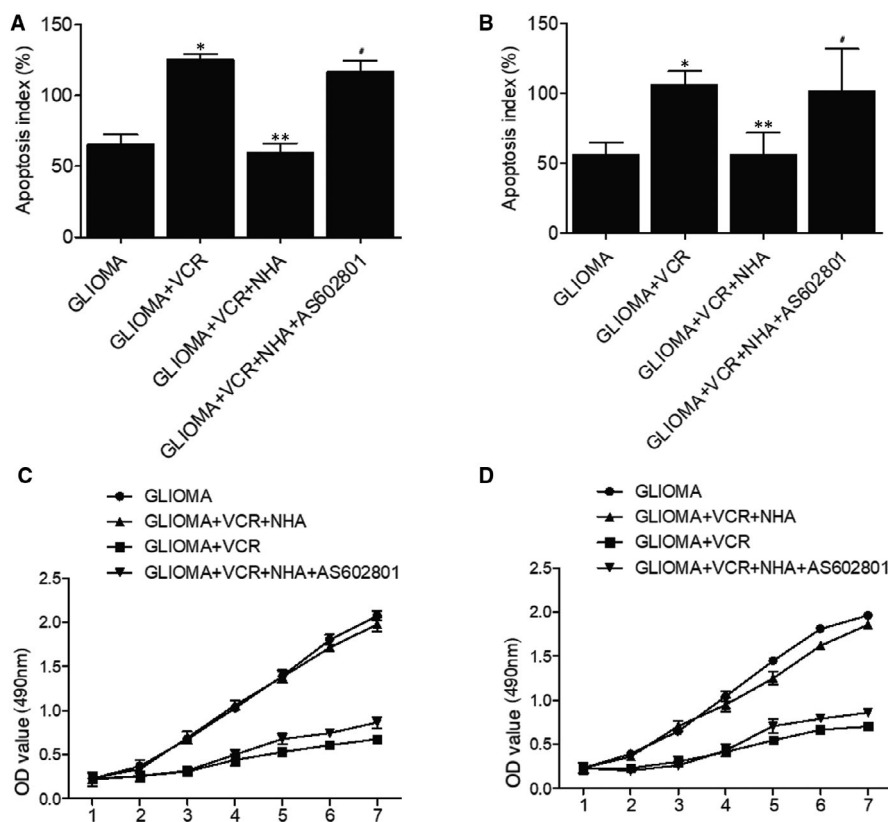 A
Apoptosis index (%)
150
100
50
0
*
**
#
GLIOMA
GLIOMA+VCR
GLIOMA+VCR+NHA
GLIOMA+VCR+NHA+AS602801
B
Apoptosis index (%)
150
100
50
0
*
**
#
GLIOMA
GLIOMA+VCR
GLIOMA+VCR+NHA
GLIOMA+VCR+NHA+AS602801
C
GLIOMA
GLIOMA+VCR+NHA
GLIOMA+VCR
GLIOMA+VCR+NHA+AS602801
OD value (490nm)
2.5
2.0
1.5
1.0
0.5
0.0
1 2 3 4 5 6 7
D
GLIOMA
GLIOMA+VCR+NHA
GLIOMA+VCR
GLIOMA+VCR+NHA+AS602801
OD value (490nm)
2.5
2.0
1.5
1.0
0.5
0.0
1 2 3 4 5 6 7